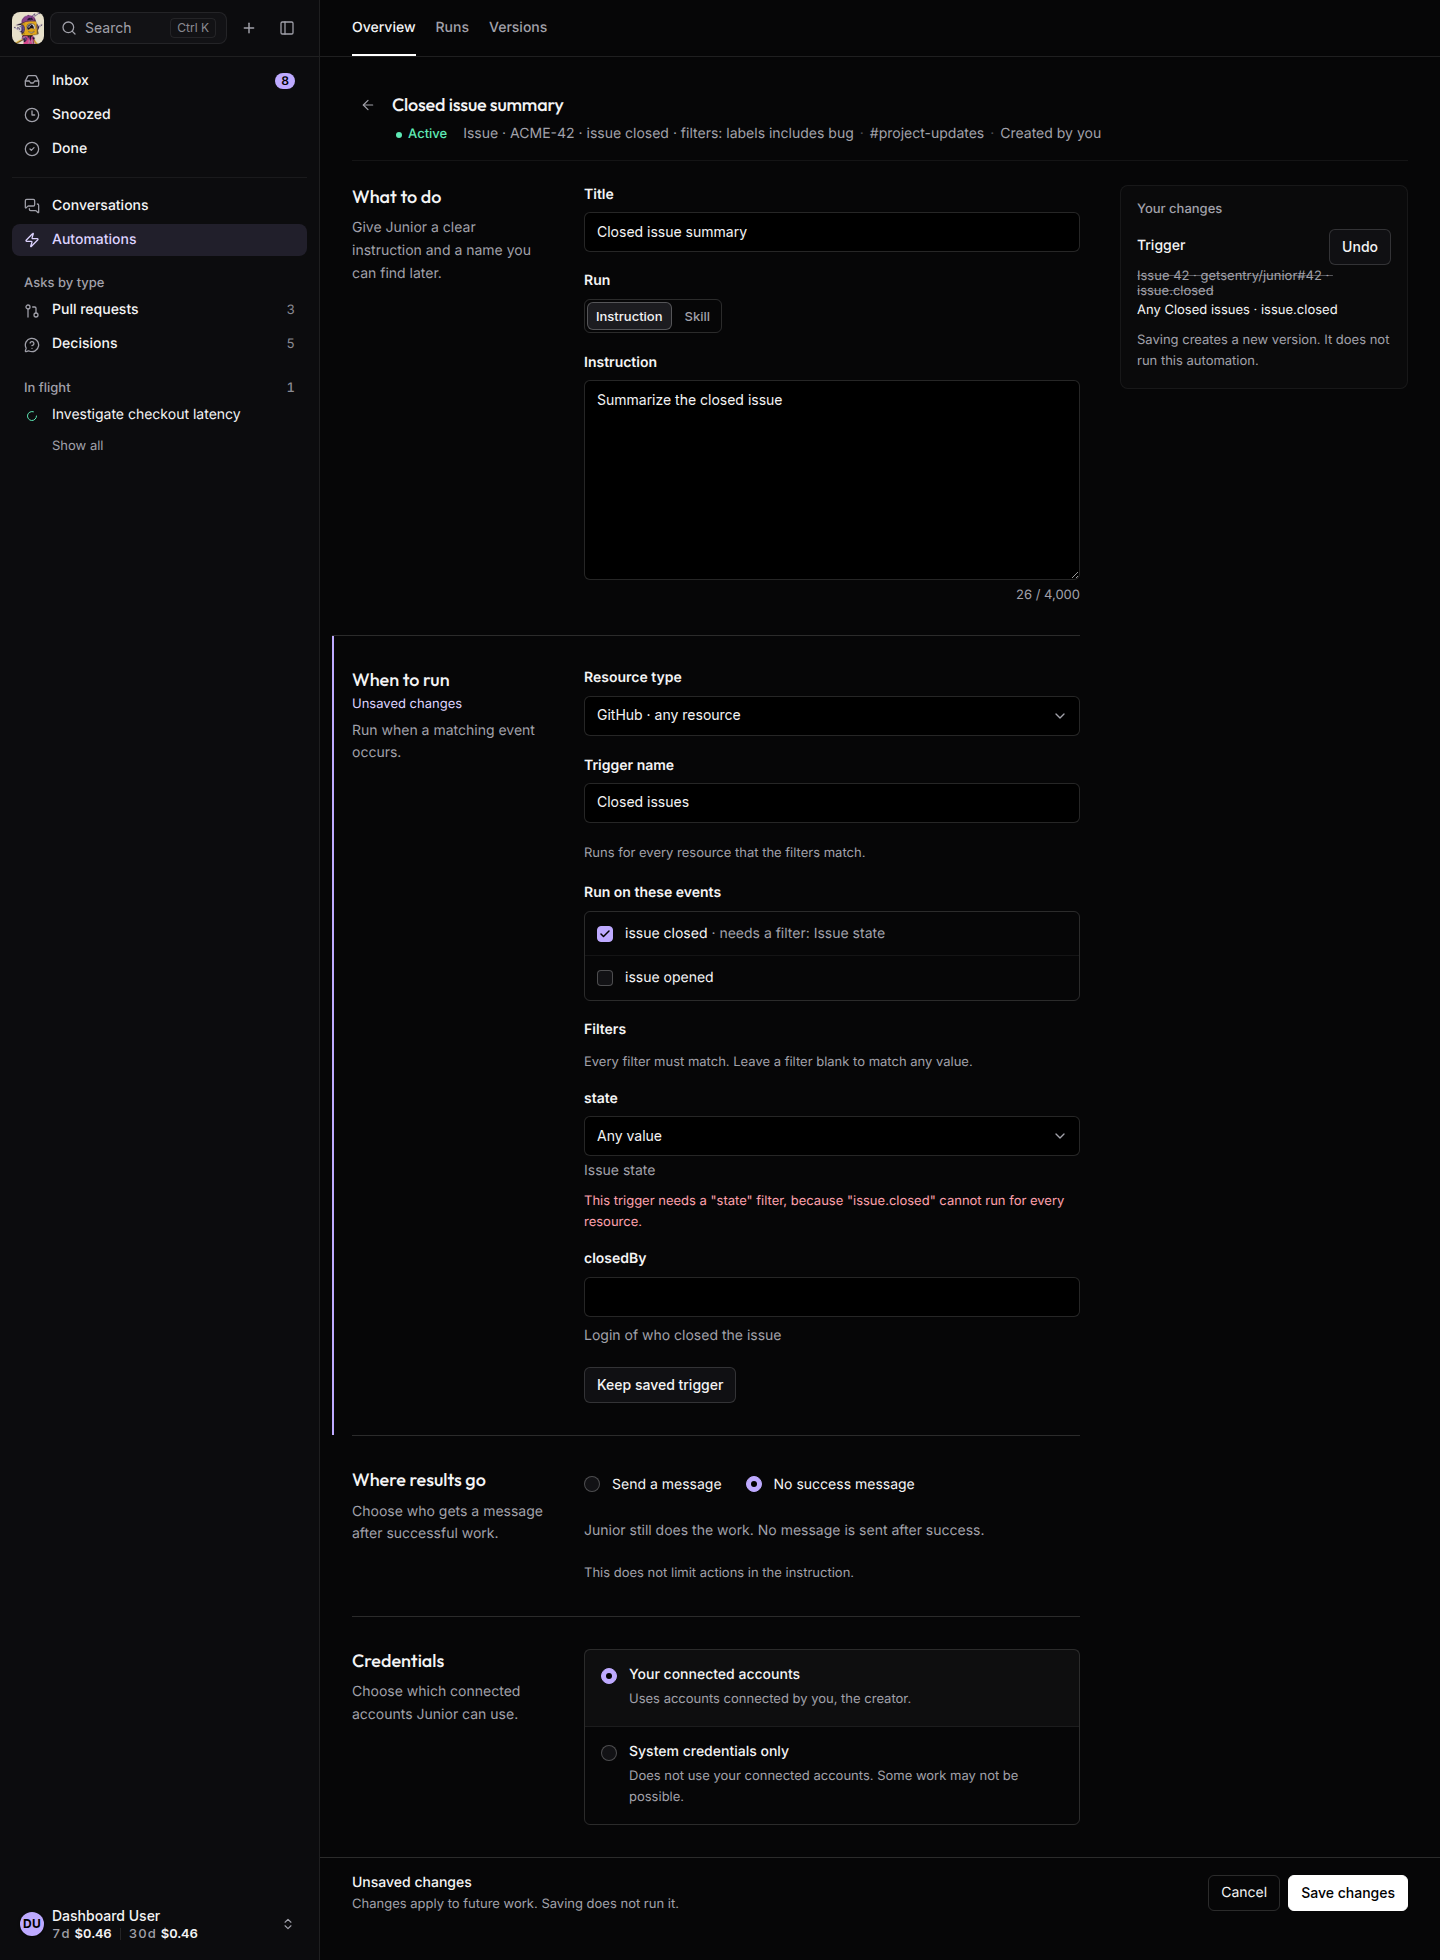 Search
Ctrl K
Inbox
8
Snoozed
Done
Conversations
Automations
Asks by type
Pull requests
3
Decisions
5
In flight
1
Investigate checkout latency
Show all
DU
Dashboard User
7d $0.46 | 30d $0.46
Overview
Runs
Versions
Closed issue summary
Active
Issue · ACME-42 · issue closed · filters: labels includes bug · #project-updates · Created by you
What to do
Give Junior a clear
instruction and a name you
can find later.
Title
Closed issue summary
Run
Instruction
Skill
Instruction
Summarize the closed issue
26 / 4,000
Your changes
Trigger
Undo
Issue 42 · getsentry/junior#42 ·
issue.closed
Any Closed issues · issue.closed
Saving creates a new version. It does not
run this automation.
When to run
Unsaved changes
Run when a matching event
occurs.
Resource type
GitHub · any resource
Trigger name
Closed issues
Runs for every resource that the filters match.
Run on these events
issue closed · needs a filter: Issue state
issue opened
Filters
Every filter must match. Leave a filter blank to match any value.
state
Any value
Issue state
This trigger needs a "state" filter, because "issue.closed" cannot run for every
resource.
closedBy
Login of who closed the issue
Keep saved trigger
Where results go
Choose who gets a message
after successful work.
Send a message
No success message
Junior still does the work. No message is sent after success.
This does not limit actions in the instruction.
Credentials
Choose which connected
accounts Junior can use.
Your connected accounts
Uses accounts connected by you, the creator.
System credentials only
Does not use your connected accounts. Some work may not be
possible.
Unsaved changes
Changes apply to future work. Saving does not run it.
Cancel
Save changes